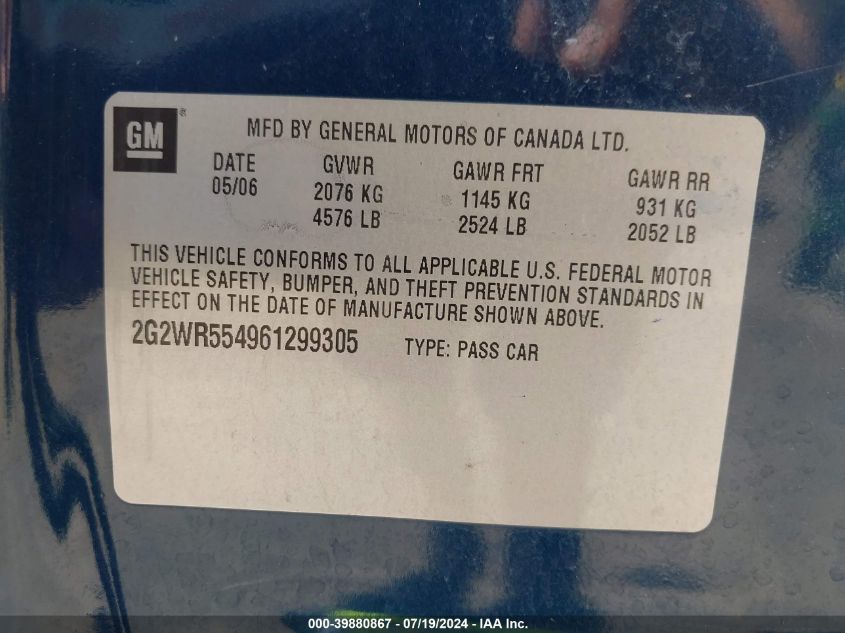 GM®
MFD BY GENERAL MOTORS OF CANADA LTD.
DATE GVWR GAWR FRT GAWR RR
05/06 2076 KG 1145 KG 931 KG
4576 LB 2524 LB 2052 LB
THIS VEHICLE CONFORMS TO ALL APPLICABLE U.S. FEDERAL MOTOR
VEHICLE SAFETY, BUMPER, AND THEFT PREVENTION STANDARDS IN
EFFECT ON THE DATE OF MANUFACTURE SHOWN ABOVE.
2G2WR554961299305 TYPE: PASS CAR
000-39880867 - 07/19/2024 - IAA Inc.